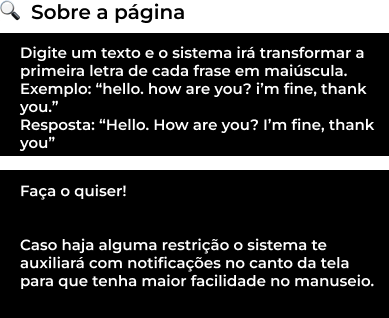 Sobre a página
Digite um texto e o sistema irá transformar a
primeira letra de cada frase em maiúscula.
Exemplo: “hello. how are you? i’m fine, thank
you.”
Resposta: “Hello. How are you? I’m fine, thank
you”
Faça o quiser!
Caso haja alguma restrição o sistema te
auxiliará com notificações no canto da tela
para que tenha maior facilidade no manuseio.